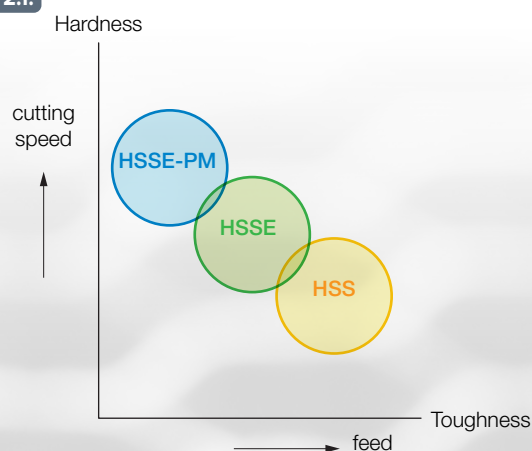 2.1.
Hardness
cutting
speed
HSSE-PM
HSSE
HSS
Toughness
feed